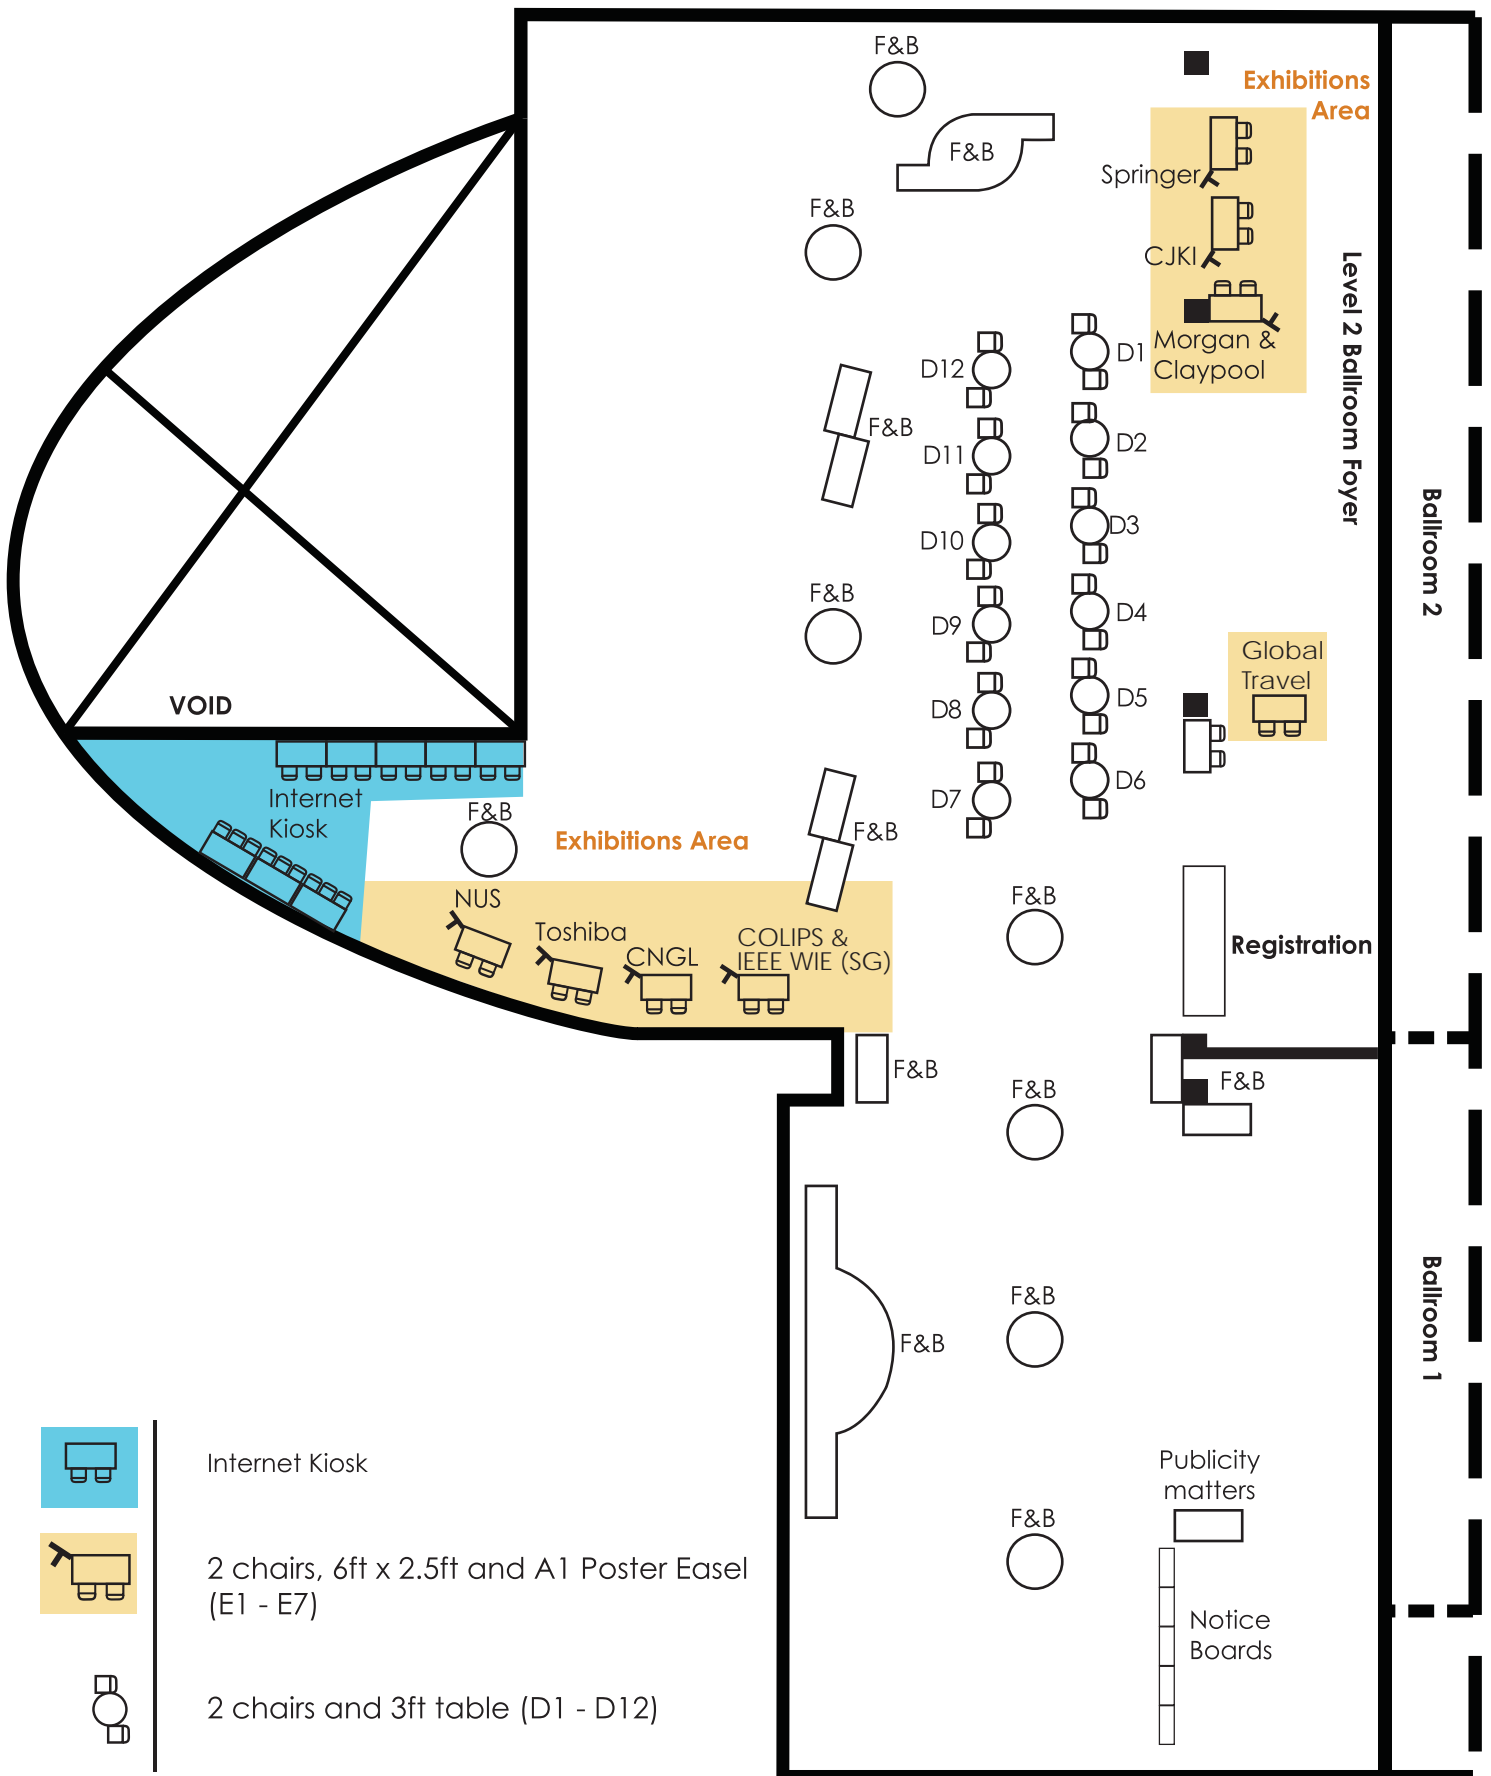 F&B
Exhibitions
Area
F&B
Springer
F&B
CJKI
Level 2 Ballroom Foyer
Morgan &
Claypool
D1
D12
F&B
D2
D11
D3
D10
Ballroom 2
F&B
D4
D9
Global
Travel
D5
D8
VOID
D6
D7
Internet
Kiosk
F&B
Exhibitions Area
F&B
NUS
F&B
Toshiba
COLIPS &
IEEE WIE (SG)
CNGL
Registration
F&B
F&B
F&B
F&B
F&B
Ballroom 1
Internet Kiosk
Publicity
matters
F&B
2 chairs, 6ft x 2.5ft and A1 Poster Easel
(E1 - E7)
Notice
Boards
2 chairs and 3ft table (D1 - D12)